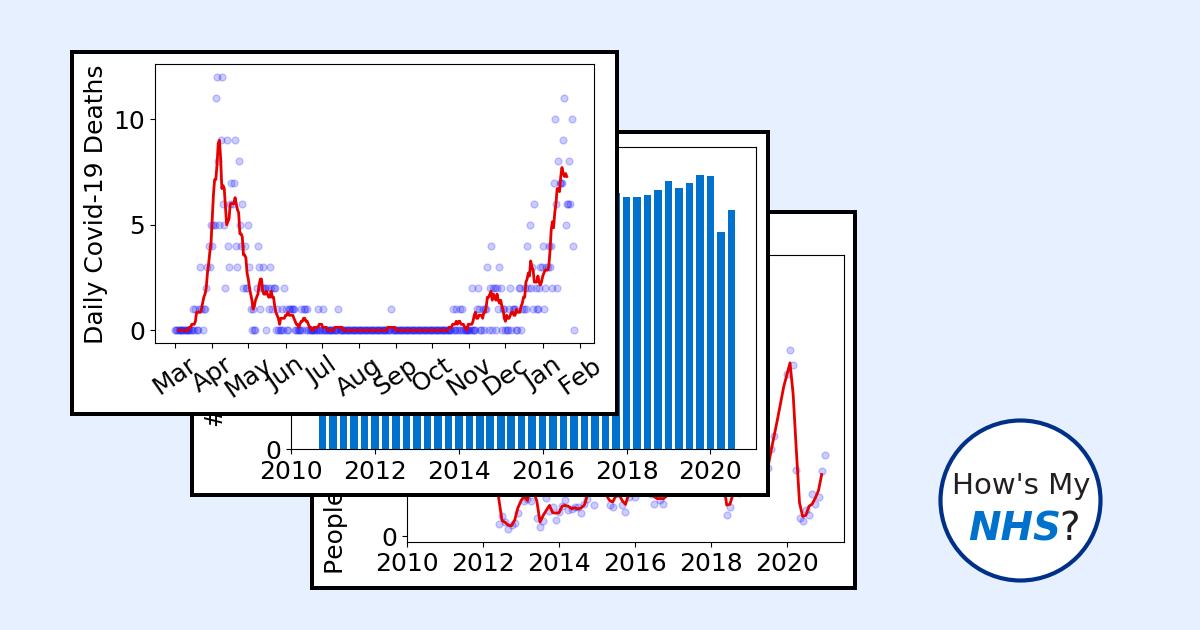 Daily Covid-19 Deaths
10
5
0
Mar Apr May Jun Jul Aug Sep Oct Nov Dec Jan Feb
#
0
2010 2012 2014 2016 2018 2020
People
0
2010 2012 2014 2016 2018 2020
How's My
NHS?